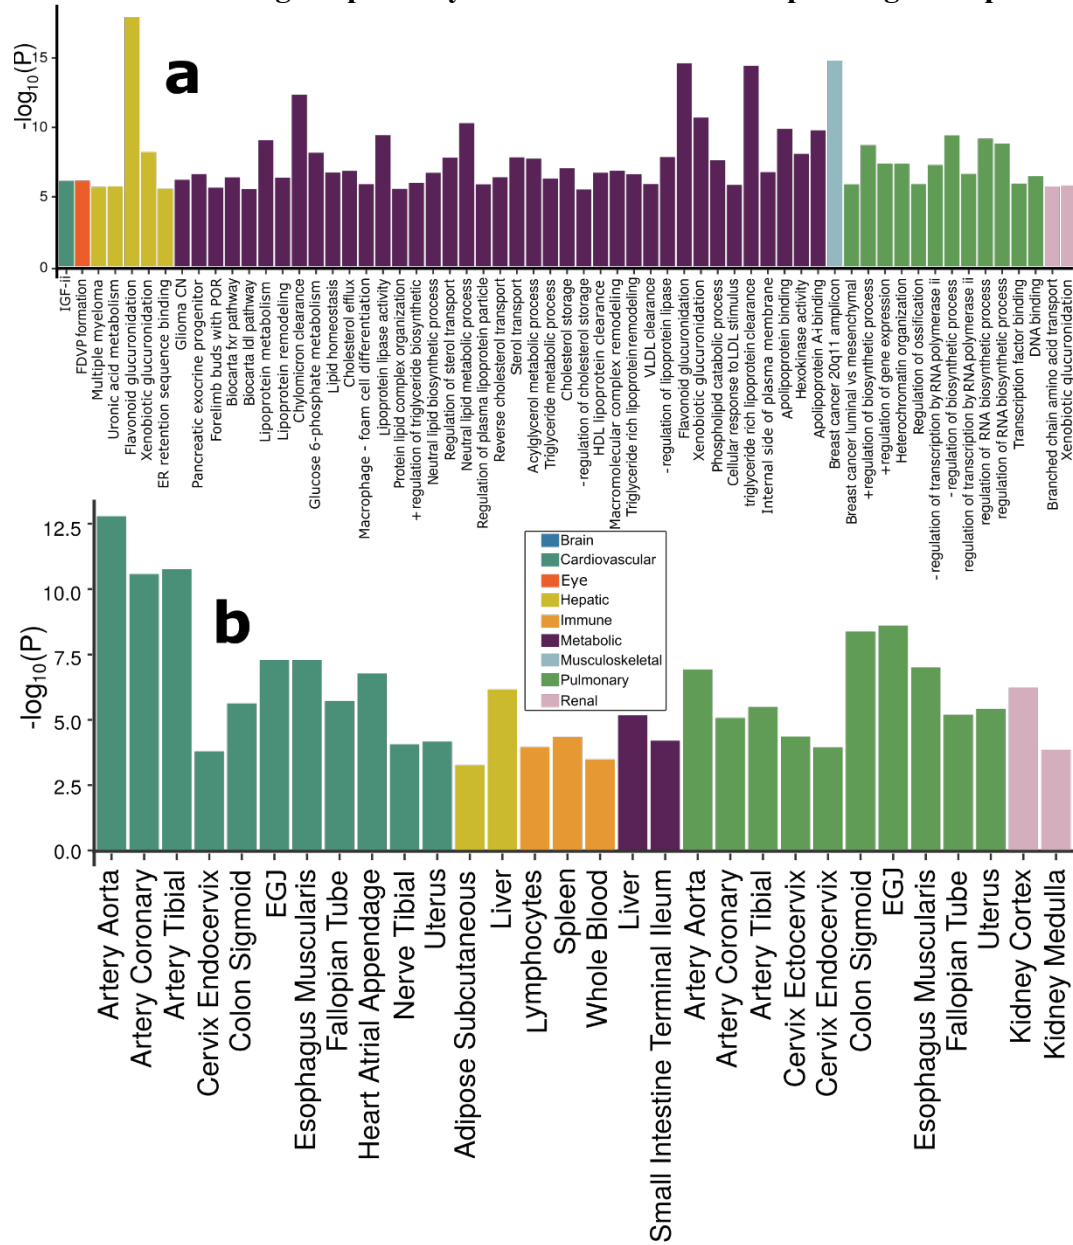 a
-log10(P)
15
10
5
0
IGF-ii
FDVP formation
Multiple myeloma
Uronic acid metabolism
Flavonoid glucuronidation
Xenobiotic glucuronidation
ER retention sequence binding
Glioma CN
Pancreatic exocrine progenitor
Forelimb buds with POR
Biocarta fxr pathway
Biocarta ldl pathway
Lipoprotein metabolism
Lipoprotein remodeling
Chylomicron clearance
Glucose 6-phosphate metabolism
Lipid homeostasis
Cholesterol efflux
Macrophage - foam cell differentiation
Lipoprotein lipase activity
Protein lipid complex organization
+ regulation of triglyceride biosynthetic
Neutral lipid biosynthetic process
Regulation of sterol transport
Neutral lipid metabolic process
Regulation of plasma lipoprotein particle
Reverse cholesterol transport
Sterol transport
Acylglycerol metabolic process
Triglyceride metabolic process
Cholesterol storage
- regulation of cholesterol storage
HDL lipoprotein clearance
Macromolecular complex remodeling
Triglyceride rich lipoproteinremodeling
VLDL clearance
- regulation of lipoprotein lipase
Flavonoid glucuronidation
Xenobiotic glucuronidation
Phospholipid catabolic process
Cellular response to LDL stimulus
triglyceride rich lipoprotein clearance
Internal side of plasma membrane
Apolipoprotein binding
Hexokinase activity
Apolipoprotein A-I binding
Breast cancer 20q11 amplicon
Breast cancer luminal vs mesenchymal
+regulation of biosynthetic process
+regulation of gene expression
Heterochromatin organization
Regulation of ossification
- regulation of transcription by RNA polymerase ii
- regulation of biosynthetic process
regulation of transcription by RNA polymerase ii
regulation of RNA biosynthetic process
regulation of RNA biosynthetic process
Transcription factor binding
DNA binding
Branched chain amino acid transport
Xenobiotic glucuronidation
b
-log10(P)
12.5
10.0
7.5
5.0
2.5
0.0
Brain
Cardiovascular
Eye
Hepatic
Immune
Metabolic
Musculoskeletal
Pulmonary
Renal
Artery Aorta
Artery Coronary
Artery Tibial
Cervix Endocervix
Colon Sigmoid
EGJ
Esophagus Muscularis
Fallopian Tube
Heart Atrial Appendage
Nerve Tibial
Uterus
Adipose Subcutaneous
Liver
Lymphocytes
Spleen
Whole Blood
Liver
Small Intestine Terminal Ileum
Artery Aorta
Artery Coronary
Artery Tibial
Cervix Ectocervix
Cervix Endocervix
Colon Sigmoid
EGJ
Esophagus Muscularis
Fallopian Tube
Uterus
Kidney Cortex
Kidney Medulla